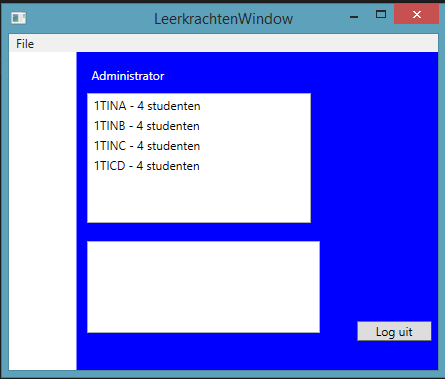 LeerkrachtenWindow
File
Administrator
1TINA - 4 studenten
1TINB - 4 studenten
1TINC - 4 studenten
1TICD - 4 studenten
Log uit